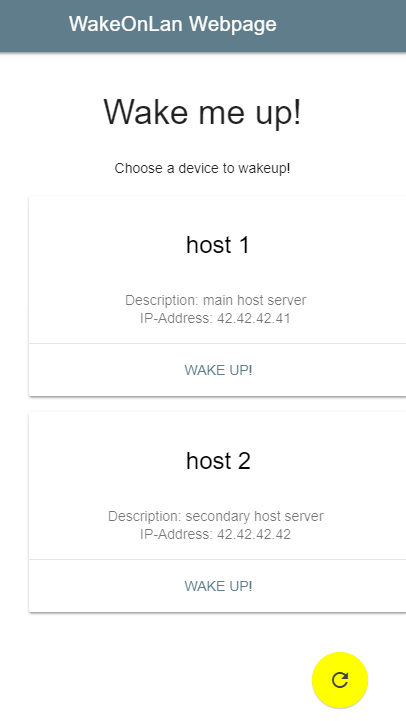 WakeOnLan Webpage
Wake me up!
Choose a device to wakeup!
host 1
Description: main host server
IP-Address: 42.42.42.41
WAKE UP!
host 2
Description: secondary host server
IP-Address: 42.42.42.42
WAKE UP!